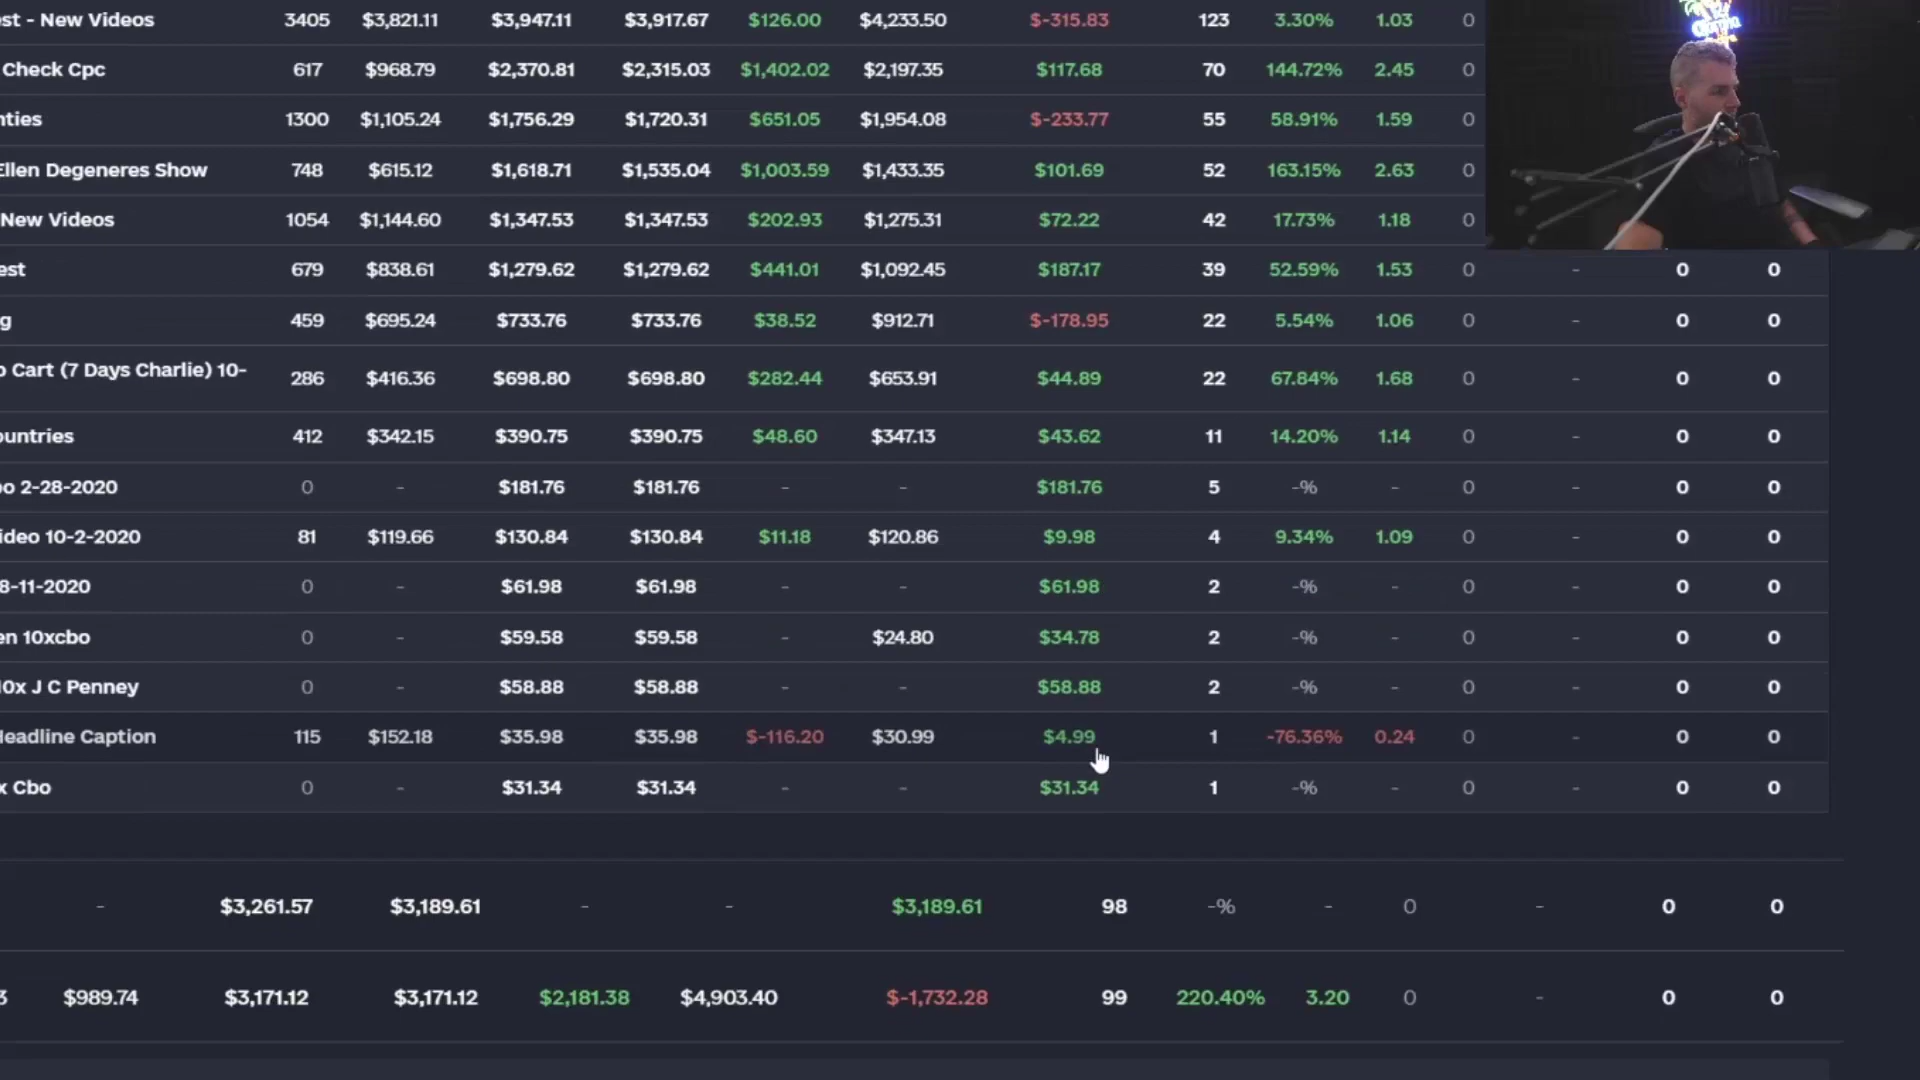 st - New Videos 3405 $3,821.11 $3,947.11 $3,917.67 $126.00 $4,233.50 $-315.83 123 3.30% 1.03 0
Check Cpc 617 $968.79 $2,370.81 $2,315.03 $1,402.02 $2,197.35 $117.68 70 144.72% 2.45 0
nties 1300 $1,105.24 $1,756.29 $1,720.31 $651.05 $1,954.08 $-233.77 55 58.91% 1.59 0
Ellen Degeneres Show 748 $615.12 $1,618.71 $1,535.04 $1,003.59 $1,433.35 $101.69 52 163.15% 2.63 0
New Videos 1054 $1,144.60 $1,347.53 $1,347.53 $202.93 $1,275.31 $72.22 42 17.73% 1.18 0
est 679 $838.61 $1,279.62 $1,279.62 $441.01 $1,092.45 $187.17 39 52.59% 1.53 0 - 0 0
g 459 $695.24 $733.76 $733.76 $38.52 $912.71 $-178.95 22 5.54% 1.06 0 - 0 0
o Cart (7 Days Charlie) 10- 286 $416.36 $698.80 $698.80 $282.44 $653.91 $44.89 22 67.84% 1.68 0 - 0 0
ountries 412 $342.15 $390.75 $390.75 $48.60 $347.13 $43.62 11 14.20% 1.14 0 - 0 0
bo 2-28-2020 0 - $181.76 $181.76 - - $181.76 5 -% - 0 - 0 0
ideo 10-2-2020 81 $119.66 $130.84 $130.84 $11.18 $120.86 $9.98 4 9.34% 1.09 0 - 0 0
8-11-2020 0 - $61.98 $61.98 - - $61.98 2 -% - 0 - 0 0
en 10xcbo 0 - $59.58 $59.58 - $24.80 $34.78 2 -% - 0 - 0 0
10x J C Penney 0 - $58.88 $58.88 - - $58.88 2 -% - 0 - 0 0
Headline Caption 115 $152.18 $35.98 $35.98 $-116.20 $30.99 $4.99 1 -76.36% 0.24 0 - 0 0
x Cbo 0 - $31.34 $31.34 - - $31.34 1 -% - 0 - 0 0
- $3,261.57 $3,189.61 - - $3,189.61 98 -% - 0 - 0 0
3 $989.74 $3,171.12 $3,171.12 $2,181.38 $4,903.40 $-1,732.28 99 220.40% 3.20 0 - 0 0